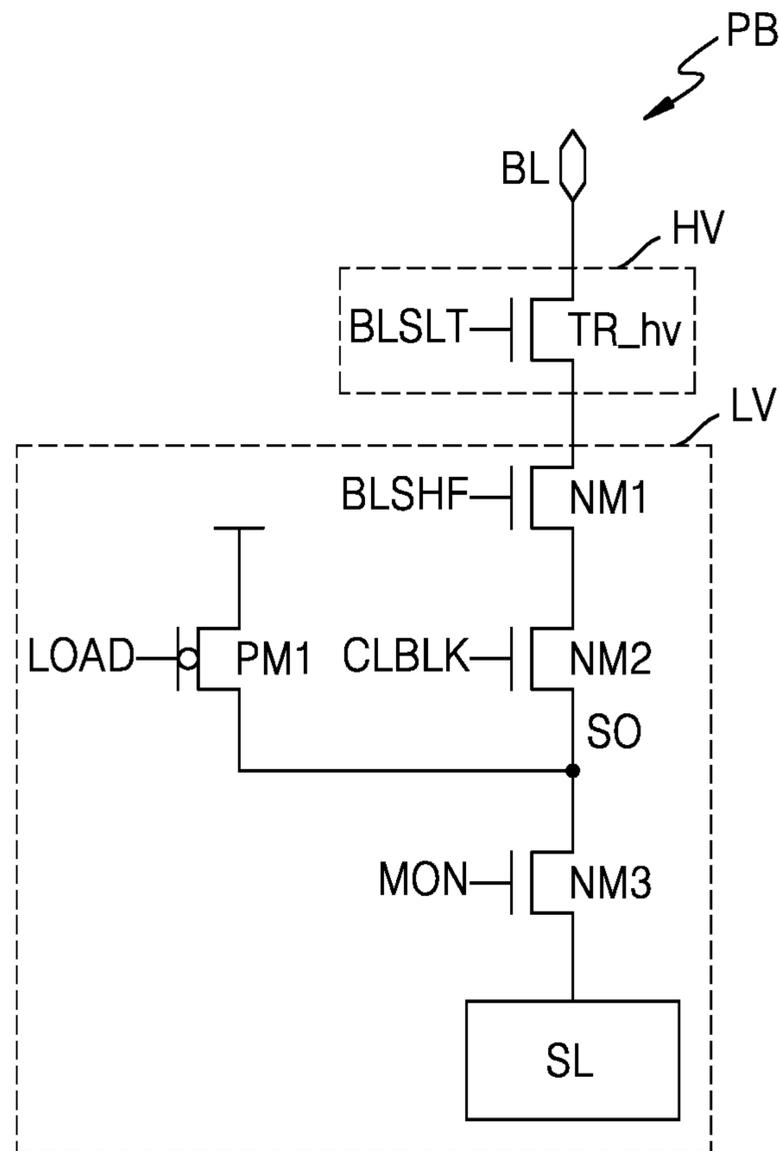 PB
BL
HV
BLSLT TR_hv
LV
BLSHF NM1
LOAD PM1 CLBLK NM2
SO
MON NM3
SL